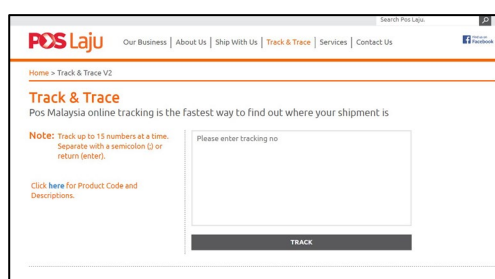 Search Pos Laju.
POS Laju
Our Business | About Us | Ship With Us | Track & Trace | Services | Contact Us
Find us on Facebook
Home > Track & Trace V2
Track & Trace
Pos Malaysia online tracking is the fastest way to find out where your shipment is
Note: Track up to 15 numbers at a time.
Separate with a semicolon (;) or
return (enter).
Please enter tracking no
Click here for Product Code and
Descriptions.
TRACK